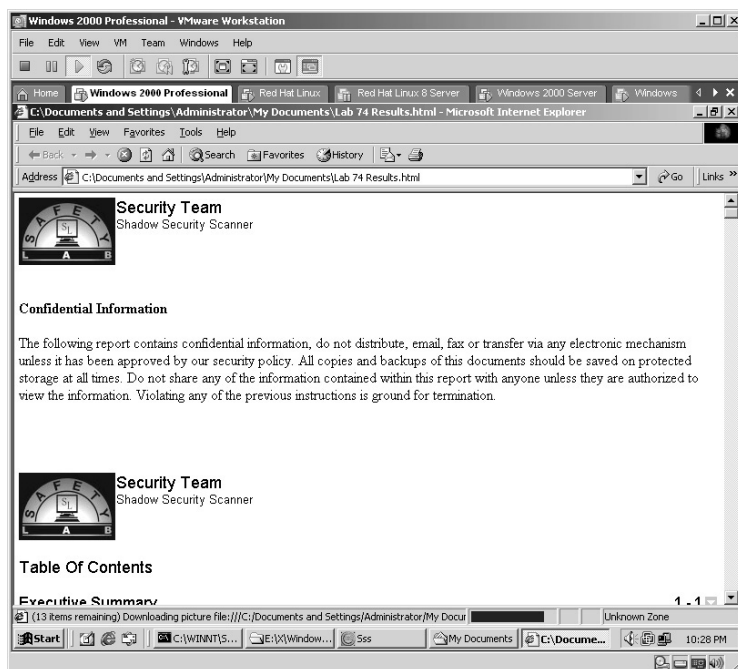 Windows 2000 Professional - VMware Workstation
File Edit View VM Team Windows Help
Home Windows 2000 Professional Red Hat Linux Red Hat Linux 8 Server Windows 2000 Server Windows
C:\Documents and Settings\Administrator\My Documents\Lab 74 Results.html - Microsoft Internet Explorer
File Edit View Favorites Tools Help
Back Search Favorites History
Address C:\Documents and Settings\Administrator\My Documents\Lab 74 Results.html Go Links »
SAFETY
SL
LAB
Security Team
Shadow Security Scanner
Confidential Information
The following report contains confidential information, do not distribute, email, fax or transfer via any electronic mechanism
unless it has been approved by our security policy. All copies and backups of this documents should be saved on protected
storage at all times. Do not share any of the information contained within this report with anyone unless they are authorized to
view the information. Violating any of the previous instructions is ground for termination.
SAFETY
SL
LAB
Security Team
Shadow Security Scanner
Table Of Contents
Executive Summary 1 - 1
(13 items remaining) Downloading picture file:///C:/Documents and Settings/Administrator/My Docur Unknown Zone
Start C:\WINNT\S... E:\X\Window... Sss My Documents C:\Docume... 10:28 PM